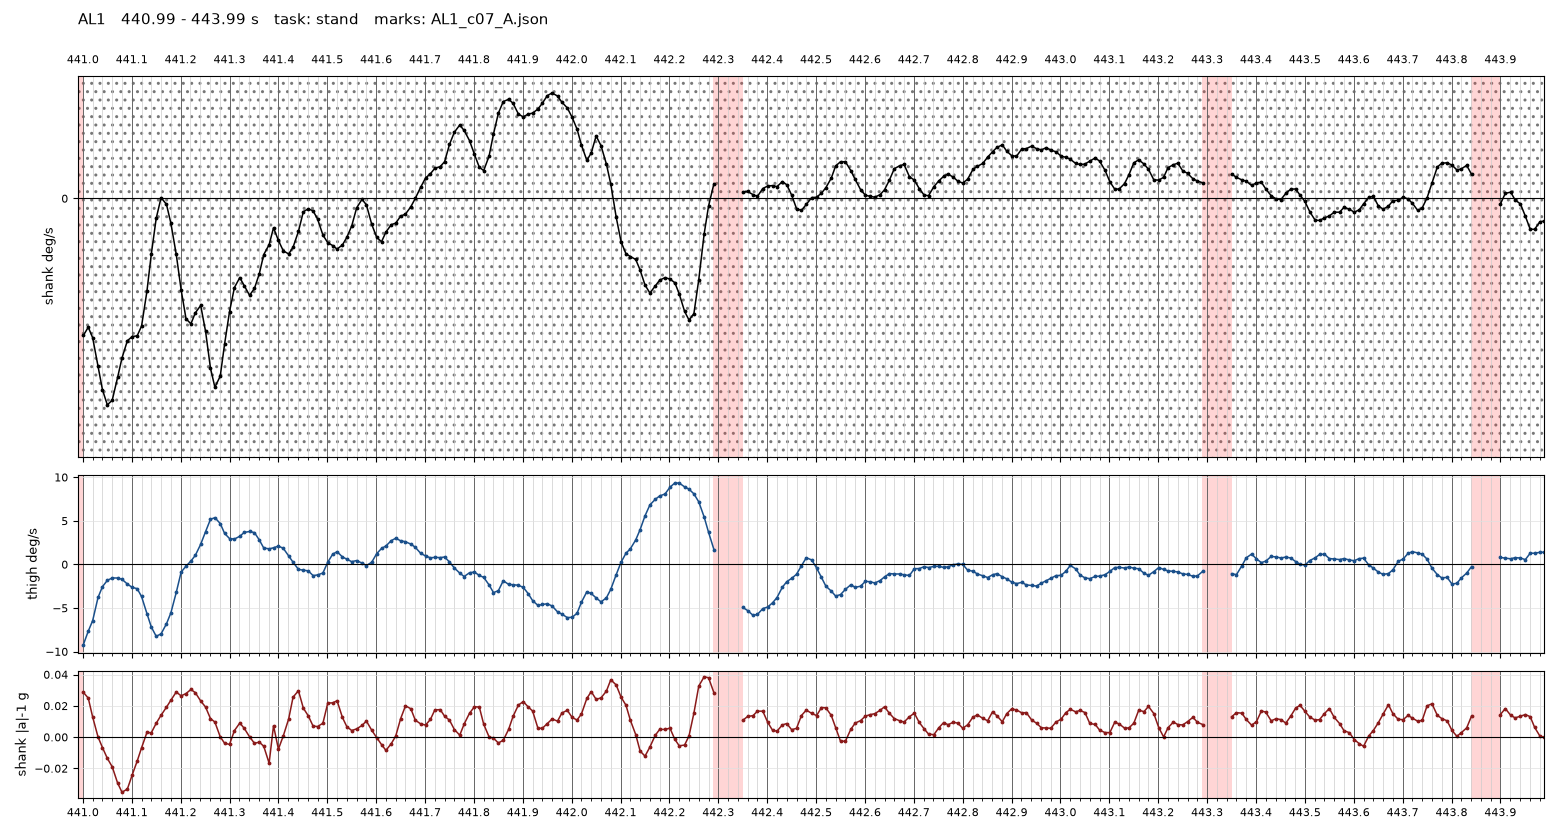 AL1   440.99 - 443.99 s   task: stand   marks: AL1_c07_A.json
441.0 441.1 441.2 441.3 441.4 441.5 441.6 441.7 441.8 441.9 442.0 442.1 442.2 442.3 442.4 442.5 442.6 442.7 442.8 442.9 443.0 443.1 443.2 443.3 443.4 443.5 443.6 443.7 443.8 443.9
0
shank deg/s
10
5
0
−5
−10
thigh deg/s
0.04
0.02
0.00
−0.02
shank |a|-1 g
441.0 441.1 441.2 441.3 441.4 441.5 441.6 441.7 441.8 441.9 442.0 442.1 442.2 442.3 442.4 442.5 442.6 442.7 442.8 442.9 443.0 443.1 443.2 443.3 443.4 443.5 443.6 443.7 443.8 443.9